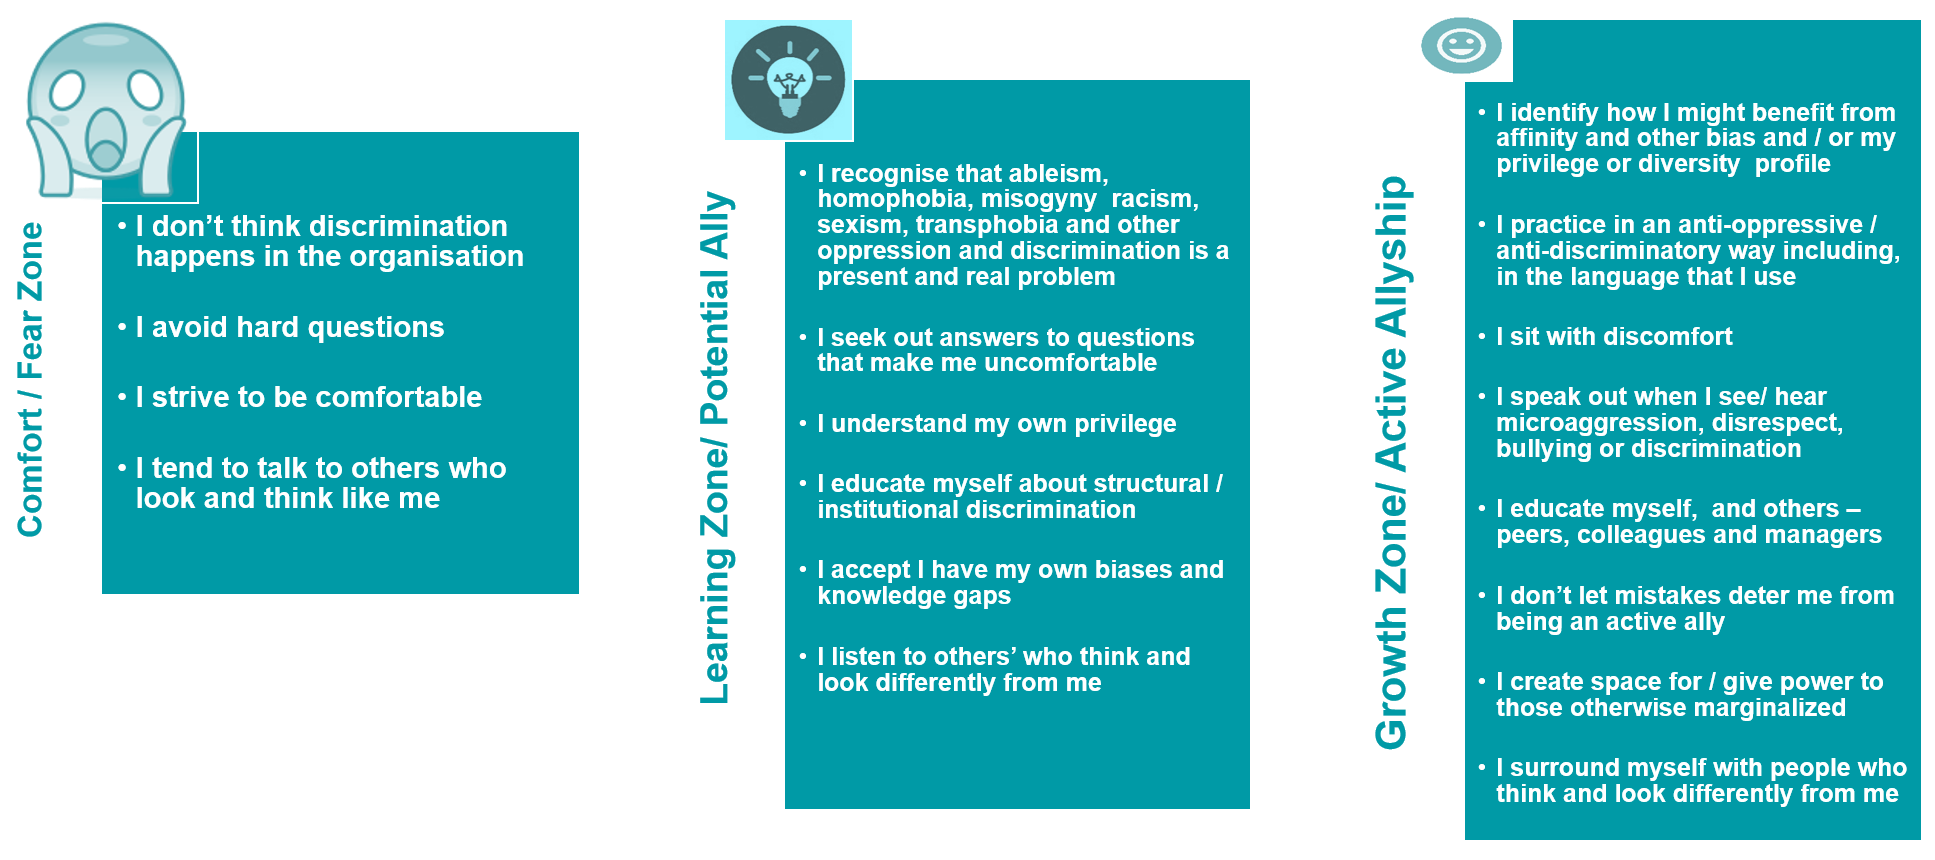 Comfort / Fear Zone
• I don’t think discrimination
happens in the organisation
• I avoid hard questions
• I strive to be comfortable
• I tend to talk to others who
look and think like me
Learning Zone/ Potential Ally
• I recognise that ableism,
homophobia, misogyny  racism,
sexism, transphobia and other
oppression and discrimination is a
present and real problem
• I seek out answers to questions
that make me uncomfortable
• I understand my own privilege
• I educate myself about structural /
institutional discrimination
• I accept I have my own biases and
knowledge gaps
• I listen to others’ who think and
look differently from me
Growth Zone/ Active Allyship
• I identify how I might benefit from
affinity and other bias and / or my
privilege or diversity  profile
• I practice in an anti-oppressive /
anti-discriminatory way including,
in the language that I use
• I sit with discomfort
• I speak out when I see/ hear
microaggression, disrespect,
bullying or discrimination
• I educate myself,  and others –
peers, colleagues and managers
• I don’t let mistakes deter me from
being an active ally
• I create space for / give power to
those otherwise marginalized
• I surround myself with people who
think and look differently from me